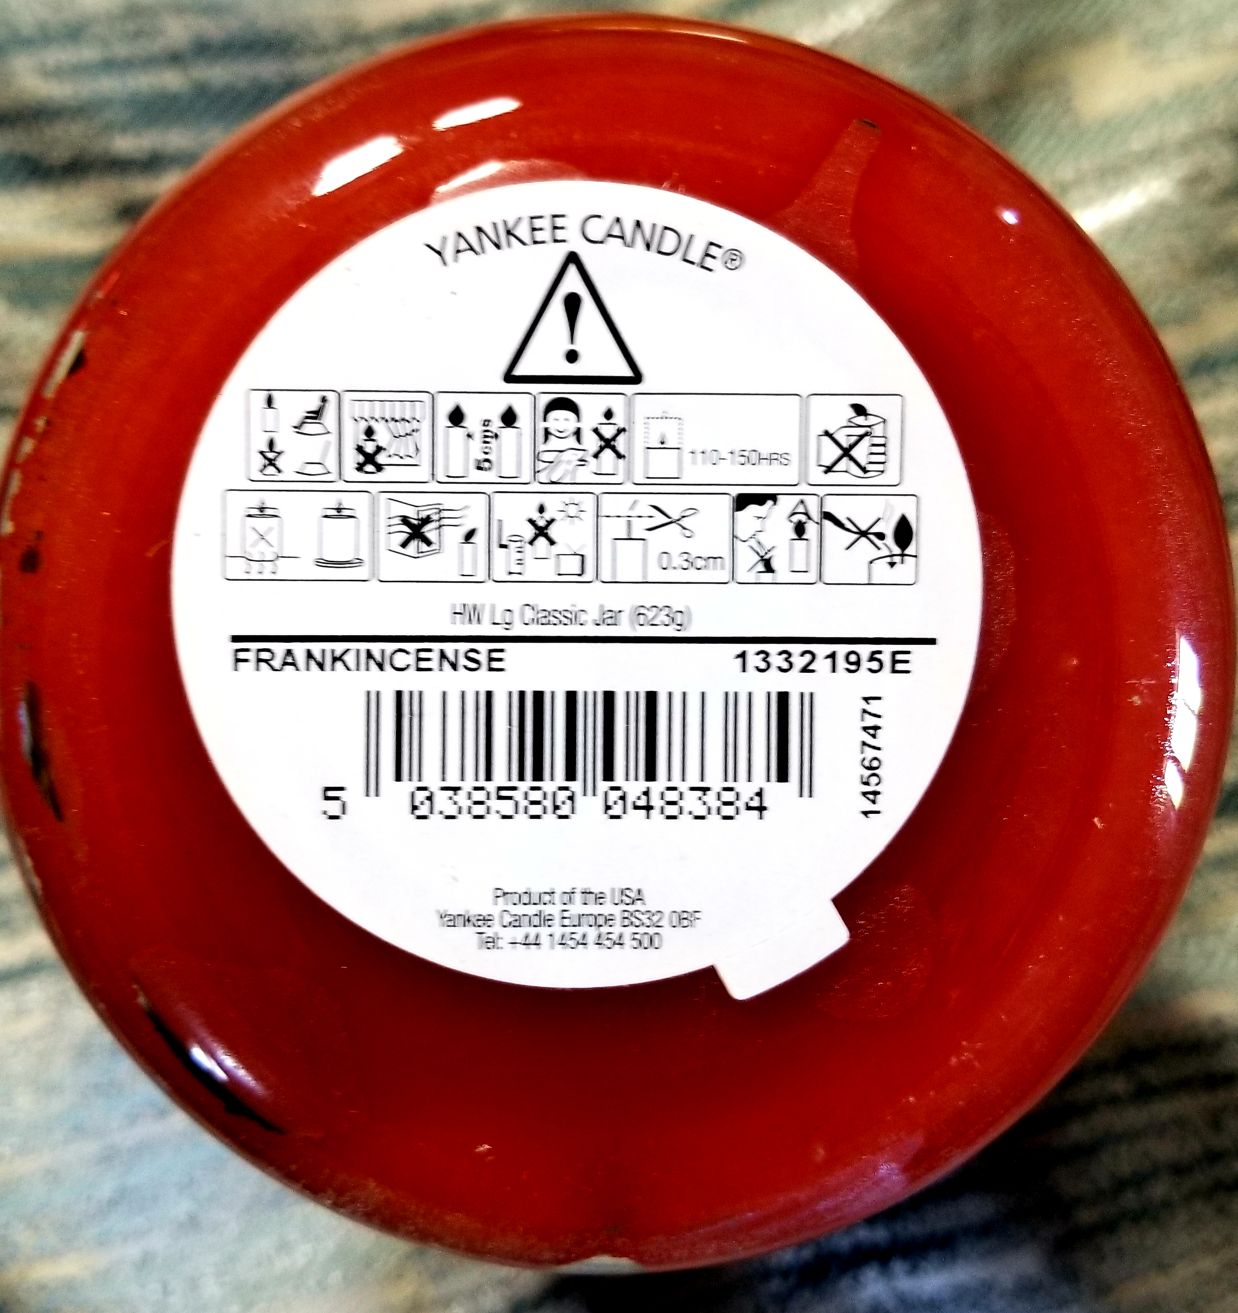 YANKEE CANDLE®
!
5cms
110-150HRS
0.3cm
HW Lg Classic Jar (623g)
FRANKINCENSE 1332195E
14567471
5 038580 048384
Product of the USA
Yankee Candle Europe BS32 0BF
Tel: +44 1454 454 500